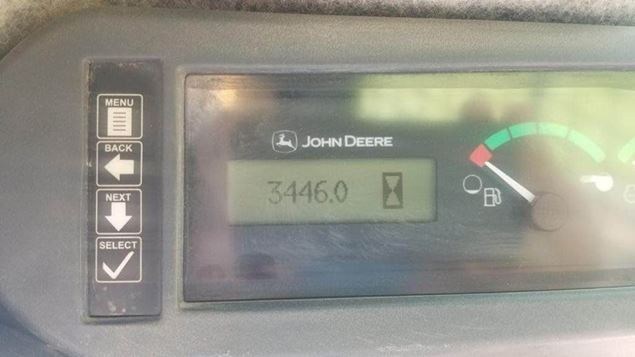 MENU
BACK
NEXT
SELECT
JOHN DEERE
3446.0